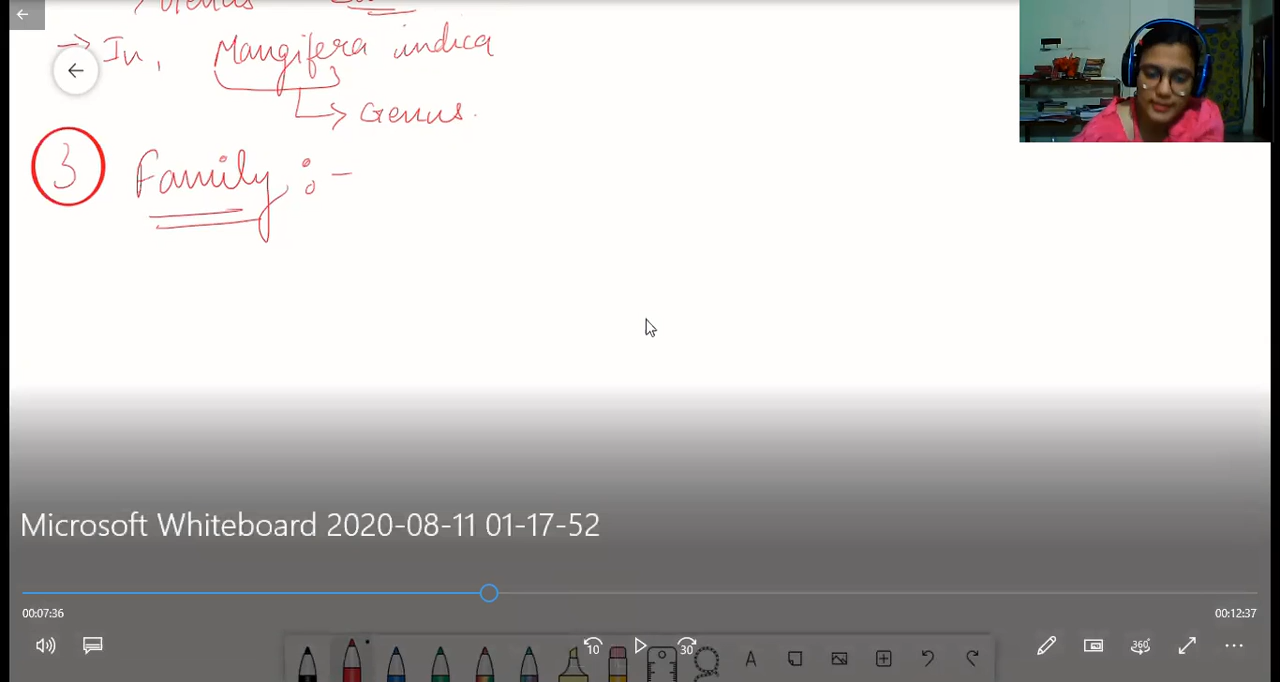 → In, Mangifera indica
→ Genus.
3 Family :-
Microsoft Whiteboard 2020-08-11 01-17-52
00:07:36
00:12:37
10
30
360
A